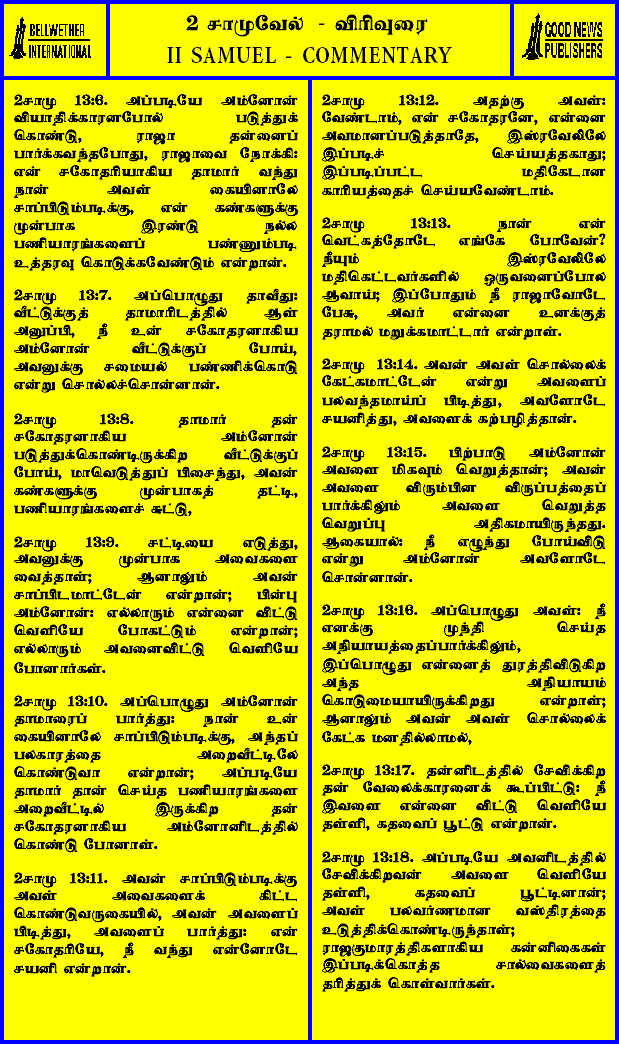 BELLWETHER
INTERNATIONAL
2 சாமுவேல் - விரிவுரை
II SAMUEL - COMMENTARY
GOOD NEWS
PUBLISHERS
2சாமு 13:6. அப்படியே அம்னோன்
வியாதிக்காரனைபோல் படுத்துக்
கொண்டு, ராஜா தன்னைப்
பார்க்கவந்தபோது, ராஜாவை நோக்கி:
என் சகோதரியாகிய தாமார் வந்து
நான் அவள் கையினாலே
சாப்பிடும்படிக்கு, என் கண்களுக்கு
முன்பாக இரண்டு நல்ல
பணியாரங்களைப் பண்ணும்படி
உத்தரவு கொடுக்கவேண்டும் என்றான்.
2சாமு 13:7. அப்பொழுது தாவீது:
வீட்டுக்குத் தாமாரிடத்தில் ஆள்
அனுப்பி, நீ உன் சகோதரனாகிய
அம்னோன் வீட்டுக்குப் போய்,
அவனுக்கு சமையல் பண்ணிக்கொடு
என்று சொல்லச்சொன்னான்.
2சாமு 13:8. தாமார் தன்
சகோதரனாகிய அம்னோன்
படுத்துக்கொண்டிருக்கிற வீட்டுக்குப்
போய், மாவெடுத்துப் பிசைந்து, அவன்
கண்களுக்கு முன்பாகத் தட்டி,
பணியாரங்களைச் சுட்டு,
2சாமு 13:9. சட்டியை எடுத்து,
அவனுக்கு முன்பாக அவைகளை
வைத்தாள்; ஆனாலும் அவன்
சாப்பிடமாட்டேன் என்றான்; பின்பு
அம்னோன்: எல்லாரும் என்னை விட்டு
வெளியே போகட்டும் என்றான்;
எல்லாரும் அவனைவிட்டு வெளியே
போனார்கள்.
2சாமு 13:10. அப்பொழுது அம்னோன்
தாமாரைப் பார்த்து: நான் உன்
கையினாலே சாப்பிடும்படிக்கு, அந்தப்
பலகாரத்தை அறைவீட்டிலே
கொண்டுவா என்றான்; அப்படியே
தாமார் தான் செய்த பணியாரங்களை
அறைவீட்டில் இருக்கிற தன்
சகோதரனாகிய அம்னோனிடத்தில்
கொண்டு போனாள்.
2சாமு 13:11. அவன் சாப்பிடும்படிக்கு
அவள் அவைகளைக் கிட்ட
கொண்டுவருகையில், அவன் அவளைப்
பிடித்து, அவளைப் பார்த்து: என்
சகோதரியே, நீ வந்து என்னோடே
சயனி என்றான்.
2சாமு 13:12. அதற்கு அவள்:
வேண்டாம், என் சகோதரனே, என்னை
அவமானப்படுத்தாதே, இஸ்ரவேலிலே
இப்படிச் செய்யத்தகாது;
இப்படிப்பட்ட மதிகேடான
காரியத்தைச் செய்யவேண்டாம்.
2சாமு 13:13. நான் என்
வெட்கத்தோடே எங்கே போவேன்?
நீயும் இஸ்ரவேலிலே
மதிகெட்டவர்களில் ஒருவனைப்போல
ஆவாய்; இப்போதும் நீ ராஜாவோடே
பேசு, அவர் என்னை உனக்குத்
தராமல் மறுக்கமாட்டார் என்றாள்.
2சாமு 13:14. அவன் அவள் சொல்லைக்
கேட்கமாட்டேன் என்று அவளைப்
பலவந்தமாய்ப் பிடித்து, அவளோடே
சயனித்து, அவளைக் கற்பழித்தான்.
2சாமு 13:15. பிற்பாடு அம்னோன்
அவளை மிகவும் வெறுத்தான்; அவன்
அவளை விரும்பின விருப்பத்தைப்
பார்க்கிலும் அவளை வெறுத்த
வெறுப்பு அதிகமாயிருந்தது.
ஆகையால்: நீ எழுந்து போய்விடு
என்று அம்னோன் அவளோடே
சொன்னான்.
2சாமு 13:16. அப்பொழுது அவள்: நீ
எனக்கு முந்தி செய்த
அநியாயத்தைப்பார்க்கிலும்,
இப்பொழுது என்னைத் துரத்திவிடுகிற
அந்த அநியாயம்
கொடுமையாயிருக்கிறது என்றாள்;
ஆனாலும் அவன் அவள் சொல்லைக்
கேட்க மனதில்லாமல்,
2சாமு 13:17. தன்னிடத்தில் சேவிக்கிற
தன் வேலைக்காரனைக் கூப்பிட்டு: நீ
இவளை என்னை விட்டு வெளியே
தள்ளி, கதவைப் பூட்டு என்றான்.
2சாமு 13:18. அப்படியே அவனிடத்தில்
சேவிக்கிறவன் அவளை வெளியே
தள்ளி, கதவைப் பூட்டினான்;
அவள் பலவர்ணமான வஸ்திரத்தை
உடுத்திக்கொண்டிருந்தாள்;
ராஜகுமாரத்திகளாகிய கன்னிகைகள்
இப்படிக்கொத்த சால்வைகளைத்
தரித்துக் கொள்வார்கள்.